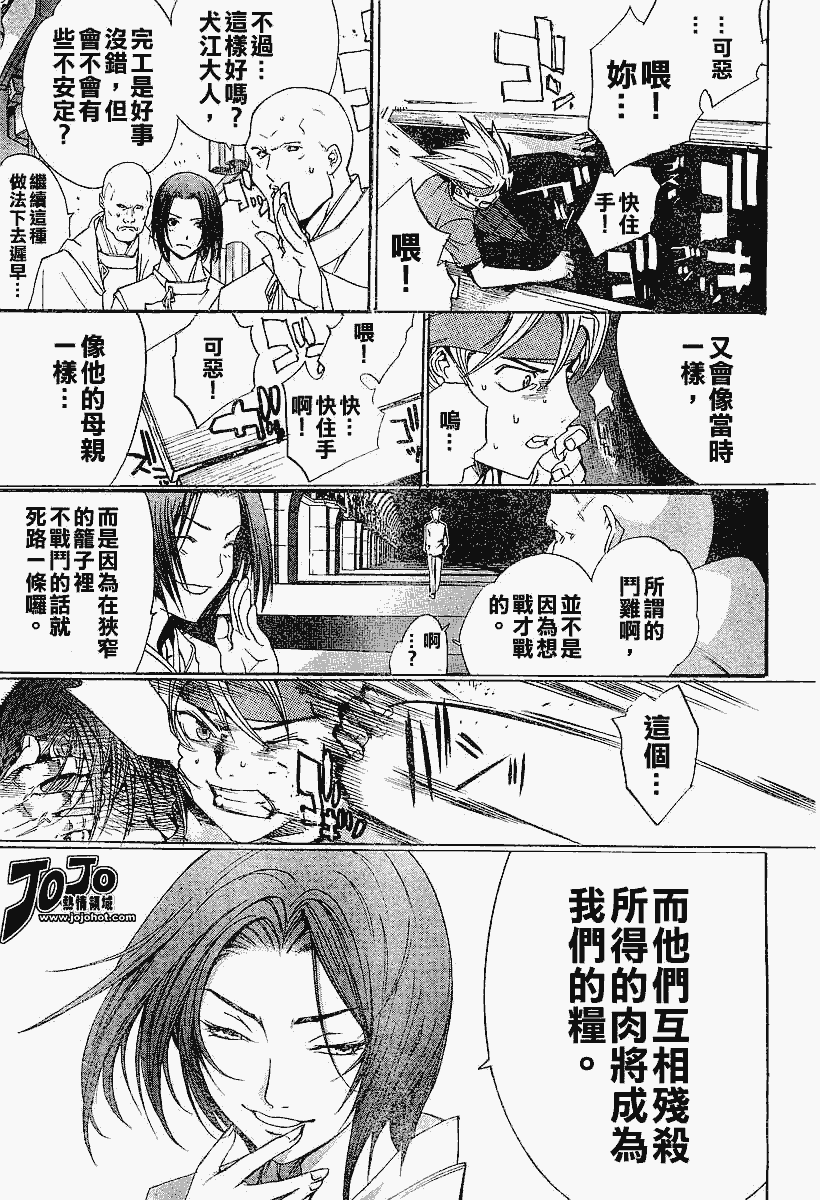 …可惡
…
喂！
妳…
快住
手！
喂！
不過…
這樣好嗎？
犬江大人，
完工是好事
沒錯，但
會不會有
些不安定？
繼續這種
做法下去遲早…
又會像當時
一樣，
嗚…
喂！
快…
快住手
啊！
可惡！
像他的母親
一樣…
所謂的
鬥雞啊，
並不是
因為想
戰才戰
的。
啊
…？
而是因為在狹窄
的籠子裡
不戰鬥的話就
死路一條囉。
這個…
而他們互相殘殺
所得的肉將成為
我們的糧。
JOJO
熱情領域
www.jojohot.com